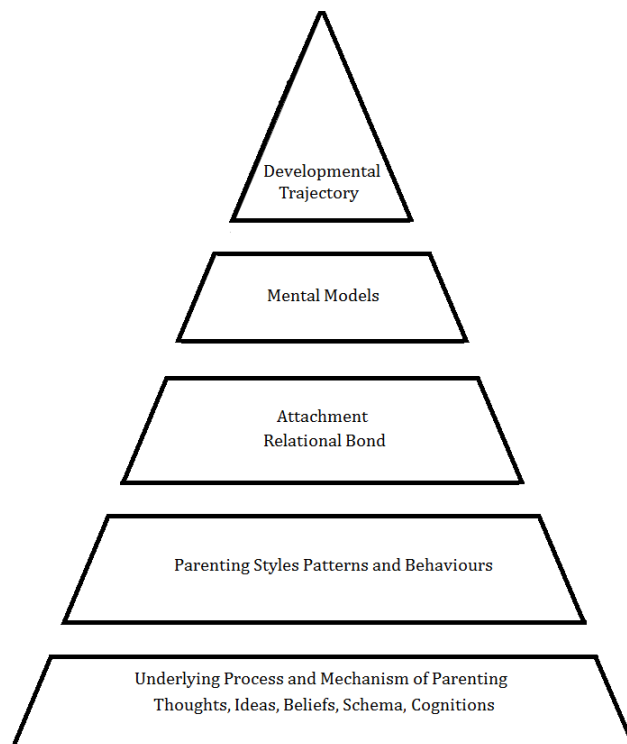 Developmental
Trajectory
Mental Models
Attachment
Relational Bond
Parenting Styles Patterns and Behaviours
Underlying Process and Mechanism of Parenting
Thoughts, Ideas, Beliefs, Schema, Cognitions